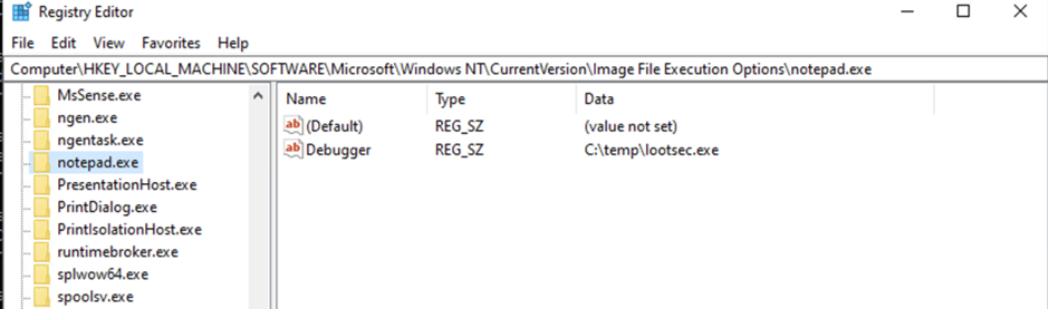 Registry Editor
File Edit View Favorites Help
Computer\HKEY_LOCAL_MACHINE\SOFTWARE\Microsoft\Windows NT\CurrentVersion\Image File Execution Options\notepad.exe
MsSense.exe
ngen.exe
ngentask.exe
notepad.exe
PresentationHost.exe
PrintDialog.exe
PrintIsolationHost.exe
runtimebroker.exe
splwow64.exe
spoolsv.exe
Name Type Data
ab (Default) REG_SZ (value not set)
ab Debugger REG_SZ C:\temp\lootsec.exe